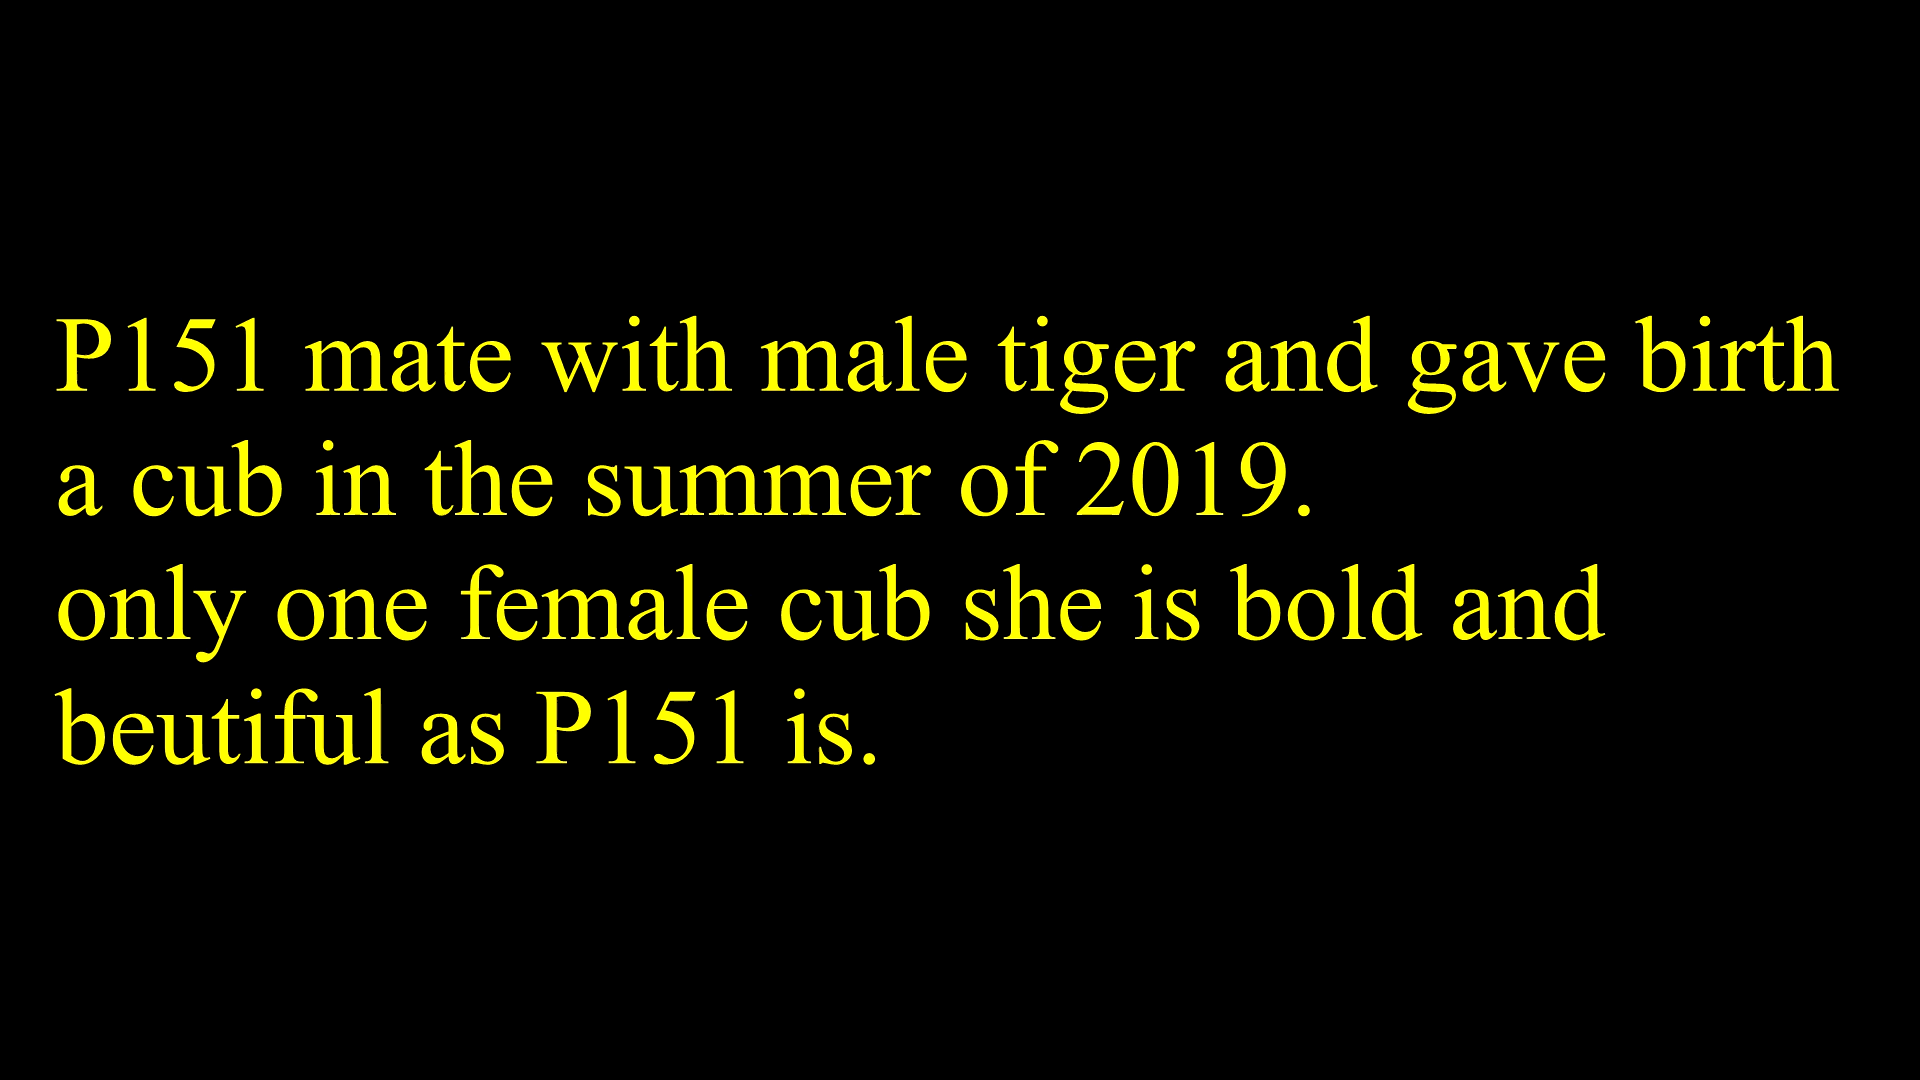 P151 mate with male tiger and gave birth
a cub in the summer of 2019.
only one female cub she is bold and
beutiful as P151 is.